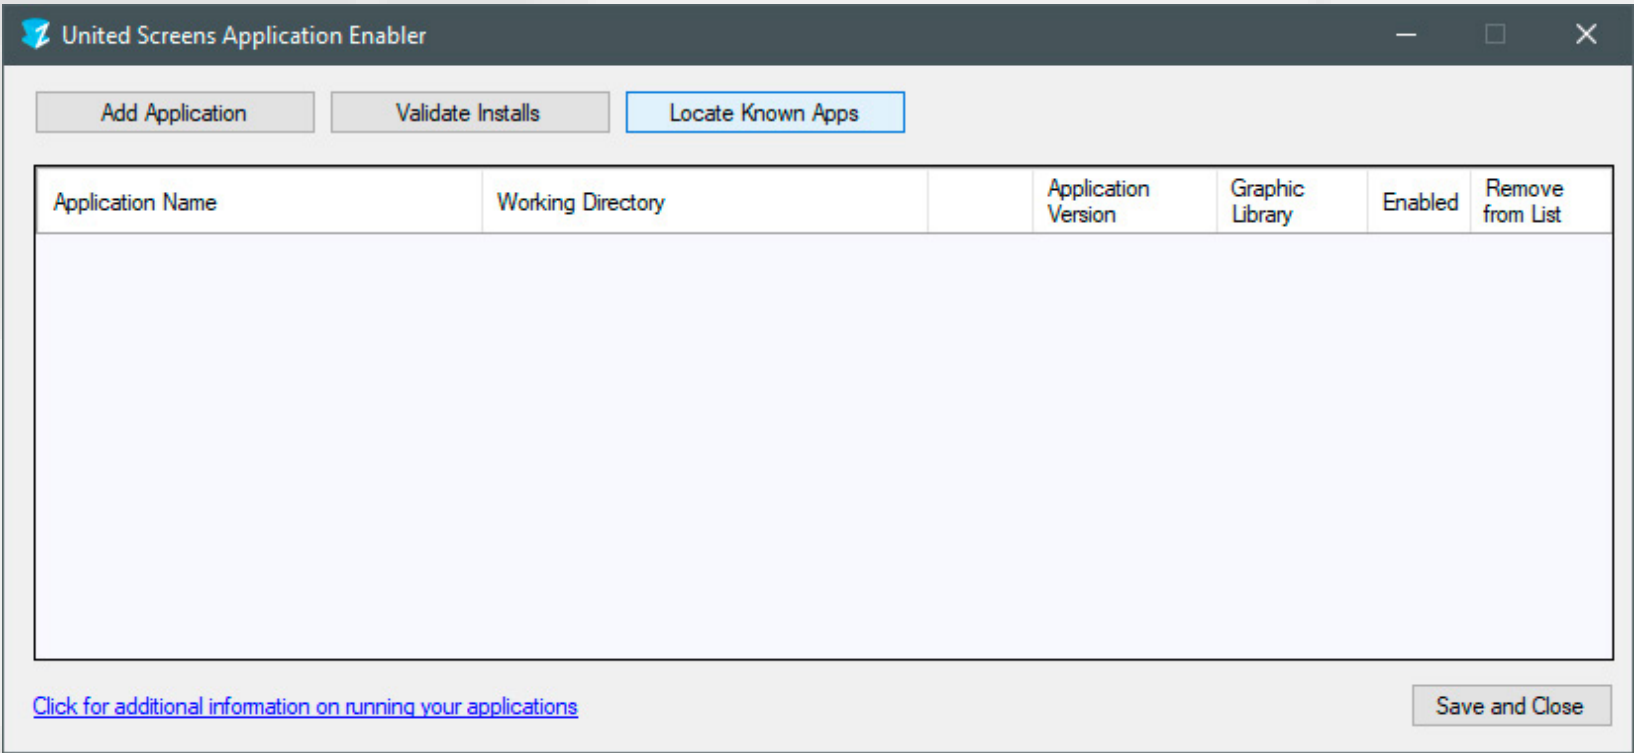 United Screens Application Enabler
Add Application
Validate Installs
Locate Known Apps
Application Name
Working Directory
Application
Version
Graphic
Library
Enabled
Remove
from List
Click for additional information on running your applications
Save and Close